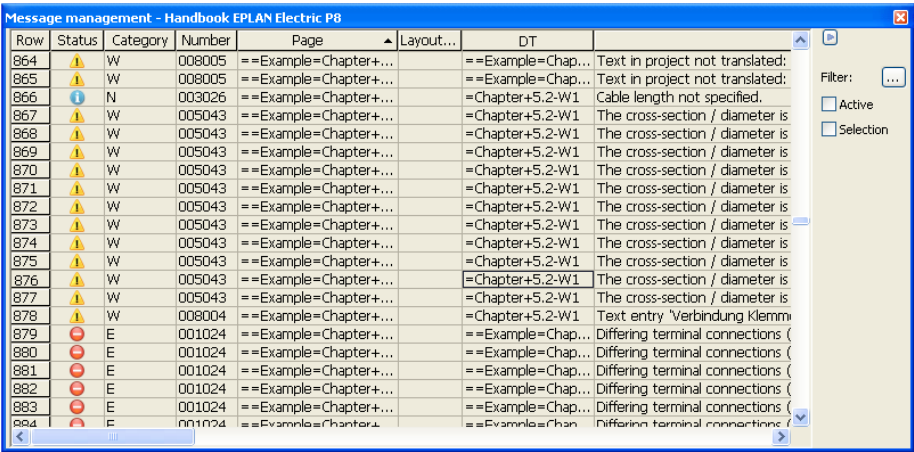 Message management - Handbook EPLAN Electric P8
Row Status Category Number Page Layout... DT
864 W 008005 ==Example=Chapter+... ==Example=Chap... Text in project not translated:
865 W 008005 ==Example=Chapter+... ==Example=Chap... Text in project not translated:
866 N 003026 ==Example=Chapter+... =Chapter+5.2-W1 Cable length not specified.
867 W 005043 ==Example=Chapter+... =Chapter+5.2-W1 The cross-section / diameter is
868 W 005043 ==Example=Chapter+... =Chapter+5.2-W1 The cross-section / diameter is
869 W 005043 ==Example=Chapter+... =Chapter+5.2-W1 The cross-section / diameter is
870 W 005043 ==Example=Chapter+... =Chapter+5.2-W1 The cross-section / diameter is
871 W 005043 ==Example=Chapter+... =Chapter+5.2-W1 The cross-section / diameter is
872 W 005043 ==Example=Chapter+... =Chapter+5.2-W1 The cross-section / diameter is
873 W 005043 ==Example=Chapter+... =Chapter+5.2-W1 The cross-section / diameter is
874 W 005043 ==Example=Chapter+... =Chapter+5.2-W1 The cross-section / diameter is
875 W 005043 ==Example=Chapter+... =Chapter+5.2-W1 The cross-section / diameter is
876 W 005043 ==Example=Chapter+... =Chapter+5.2-W1 The cross-section / diameter is
877 W 005043 ==Example=Chapter+... =Chapter+5.2-W1 The cross-section / diameter is
878 W 008004 ==Example=Chapter+... =Chapter+5.2-W1 Text entry 'Verbindung Klemm
879 E 001024 ==Example=Chapter+... ==Example=Chap... Differing terminal connections (
880 E 001024 ==Example=Chapter+... ==Example=Chap... Differing terminal connections (
881 E 001024 ==Example=Chapter+... ==Example=Chap... Differing terminal connections (
882 E 001024 ==Example=Chapter+... ==Example=Chap... Differing terminal connections (
883 E 001024 ==Example=Chapter+... ==Example=Chap... Differing terminal connections (
884 E 001024 ==Example=Chapter+... ==Example=Chap... Differing terminal connections (
Filter: ...
Active
Selection